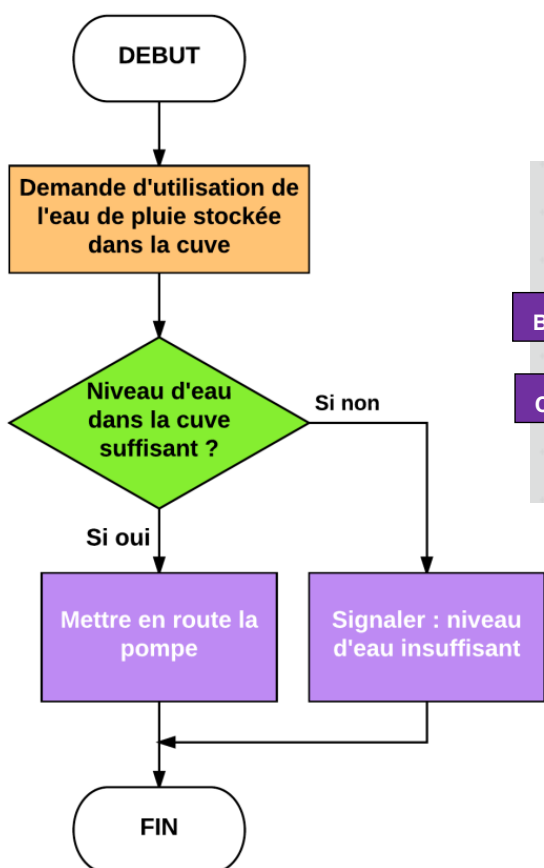 DEBUT
Demande d'utilisation de
l'eau de pluie stockée
dans la cuve
Niveau d'eau
dans la cuve
suffisant ?
Si non
Si oui
Mettre en route la
pompe
Signaler : niveau
d'eau insuffisant
FIN
B